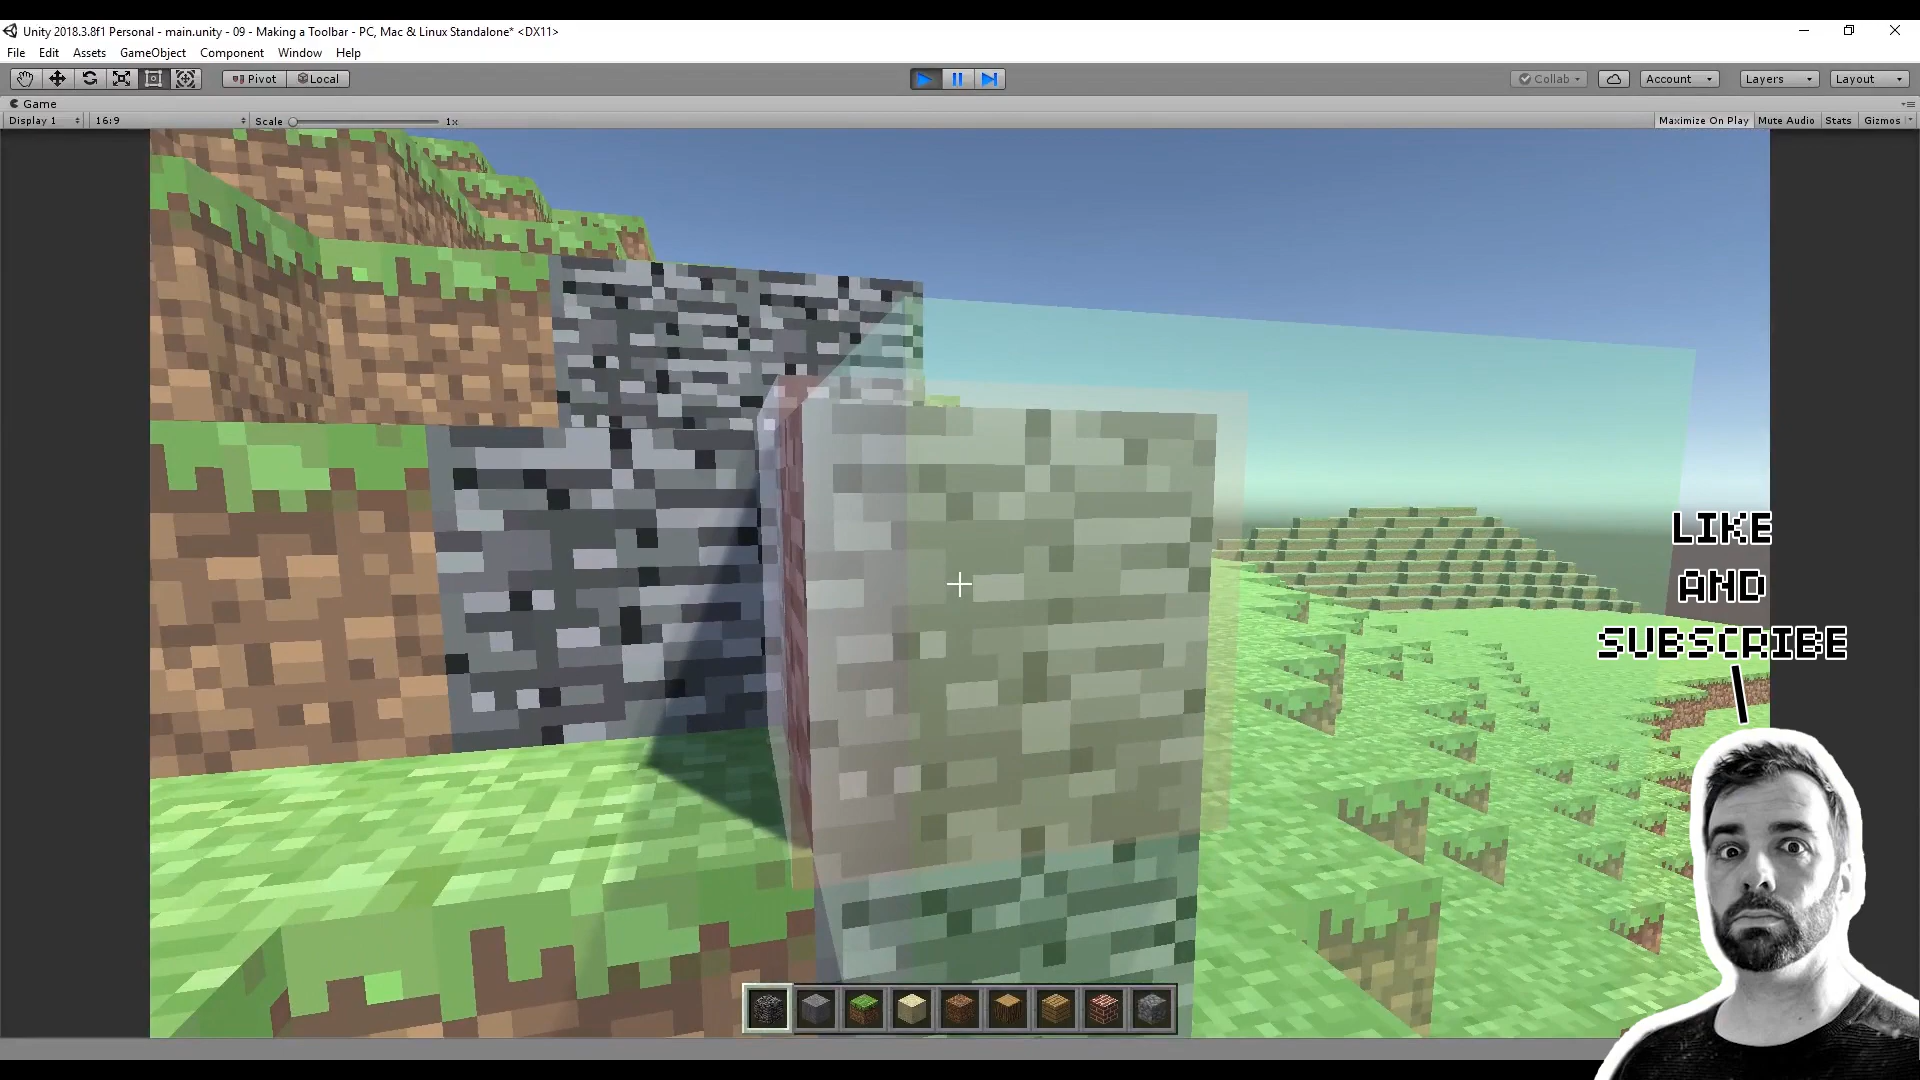 Unity 2018.3.8f1 Personal - main.unity - 09 - Making a Toolbar - PC, Mac & Linux Standalone* <DX11>
File Edit Assets GameObject Component Window Help
Pivot Local Collab Account Layers Layout
Game
Display 1 16:9 Scale 1x Maximize On Play Mute Audio Stats Gizmos
LIKE
AND
SUBSCRIBE